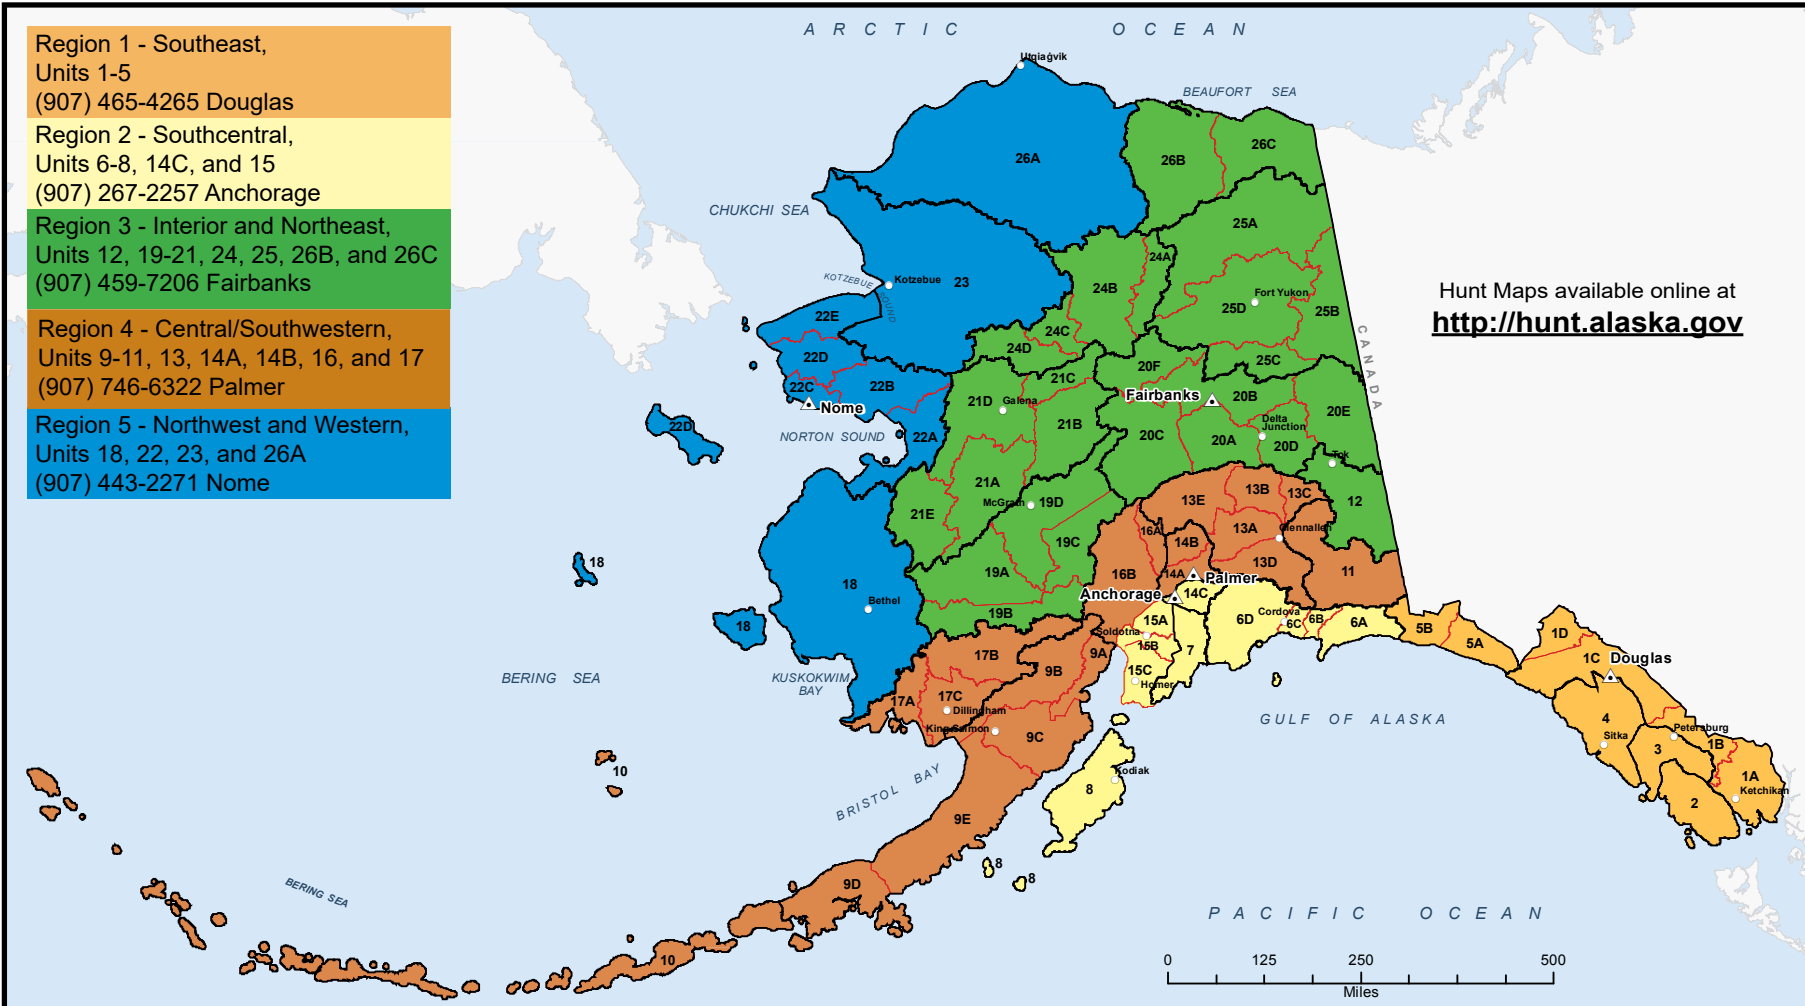 Region 1 - Southeast,
Units 1-5
(907) 465-4265 Douglas
Region 2 - Southcentral,
Units 6-8, 14C, and 15
(907) 267-2257 Anchorage
Region 3 - Interior and Northeast,
Units 12, 19-21, 24, 25, 26B, and 26C
(907) 459-7206 Fairbanks
Region 4 - Central/Southwestern,
Units 9-11, 13, 14A, 14B, 16, and 17
(907) 746-6322 Palmer
Region 5 - Northwest and Western,
Units 18, 22, 23, and 26A
(907) 443-2271 Nome
ARCTIC OCEAN
Utqiaġvik
BEAUFORT SEA
26A
26B
26C
CHUKCHI SEA
25A
24A
KOTZEBUE SOUND
Kotzebue
23
24B
Fort Yukon
25D
25B
Hunt Maps available online at
http://hunt.alaska.gov
CANADA
22E
24C
24D
22D
25C
20F
21C
22C
22B
Nome
21D
Galena
Fairbanks
20B
20E
22D
NORTON SOUND
22A
21B
20C
20A
Delta
Junction
20D
Tok
21A
McGrath
19D
13E
13B
13C
12
21E
16A
13A
Glennallen
14B
19C
18
18
19A
16B
14A
Palmer
13D
11
Bethel
Anchorage
14C
19B
18
15A
6D
Cordova
6C
6B
6A
5B
5A
1D
Soldotna
15B
7
17B
9A
9B
1C
Douglas
BERING SEA
KUSKOKWIM
BAY
15C
Homer
17A
17C
Dillingham
King Salmon
9C
GULF OF ALASKA
4
Sitka
Petersburg
3
1B
1A
Ketchikan
2
10
BRISTOL BAY
Kodiak
8
9E
8
8
9D
BERING SEA
PACIFIC OCEAN
10
0 125 250 500
Miles